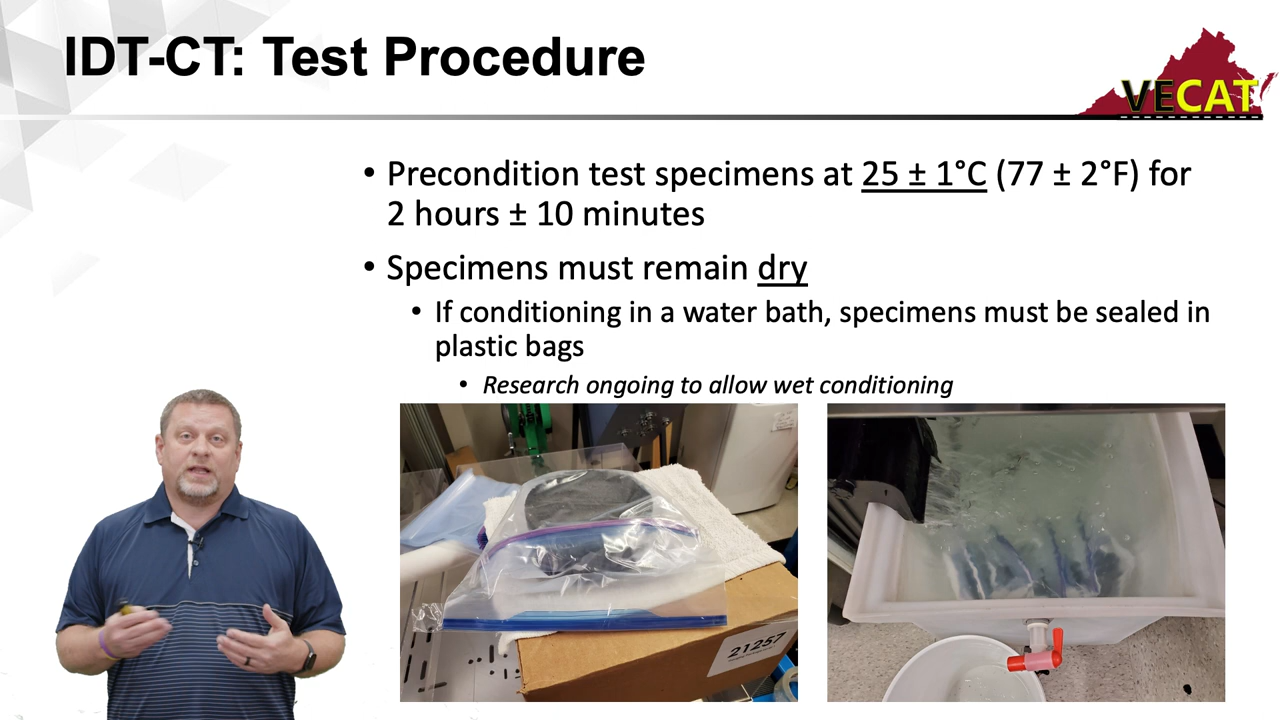 IDT-CT: Test Procedure
VECAT
• Precondition test specimens at 25 ± 1°C (77 ± 2°F) for
2 hours ± 10 minutes
• Specimens must remain dry
• If conditioning in a water bath, specimens must be sealed in
plastic bags
• Research ongoing to allow wet conditioning
21257